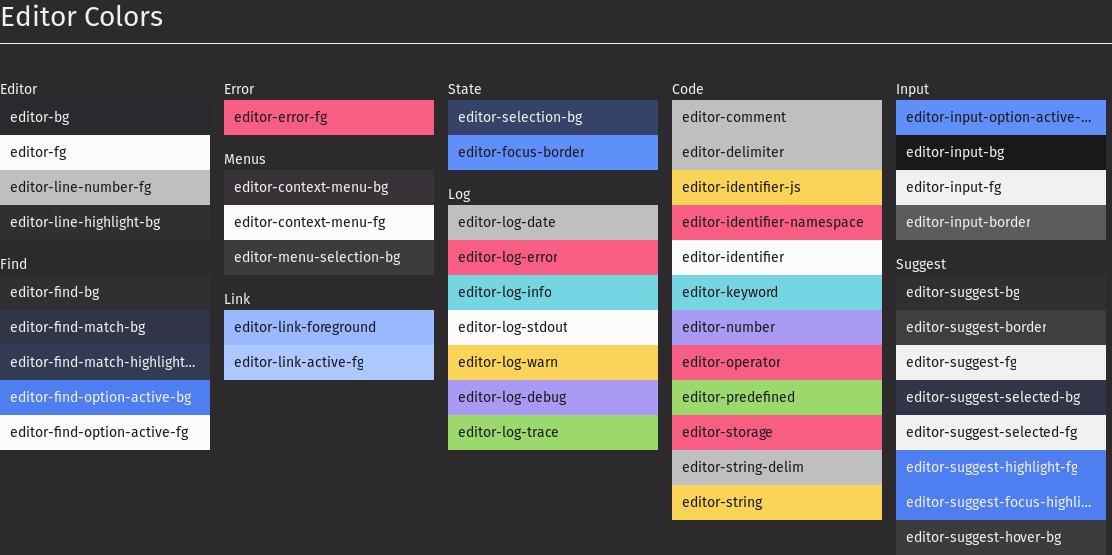 Editor Colors
Editor
editor-bg
editor-fg
editor-line-number-fg
editor-line-highlight-bg
Find
editor-find-bg
editor-find-match-bg
editor-find-match-highlight...
editor-find-option-active-bg
editor-find-option-active-fg
Error
editor-error-fg
Menus
editor-context-menu-bg
editor-context-menu-fg
editor-menu-selection-bg
Link
editor-link-foreground
editor-link-active-fg
State
editor-selection-bg
editor-focus-border
Log
editor-log-date
editor-log-error
editor-log-info
editor-log-stdout
editor-log-warn
editor-log-debug
editor-log-trace
Code
editor-comment
editor-delimiter
editor-identifier-js
editor-identifier-namespace
editor-identifier
editor-keyword
editor-number
editor-operator
editor-predefined
editor-storage
editor-string-delim
editor-string
Input
editor-input-option-active-...
editor-input-bg
editor-input-fg
editor-input-border
Suggest
editor-suggest-bg
editor-suggest-border
editor-suggest-fg
editor-suggest-selected-bg
editor-suggest-selected-fg
editor-suggest-highlight-fg
editor-suggest-focus-highli...
editor-suggest-hover-bg